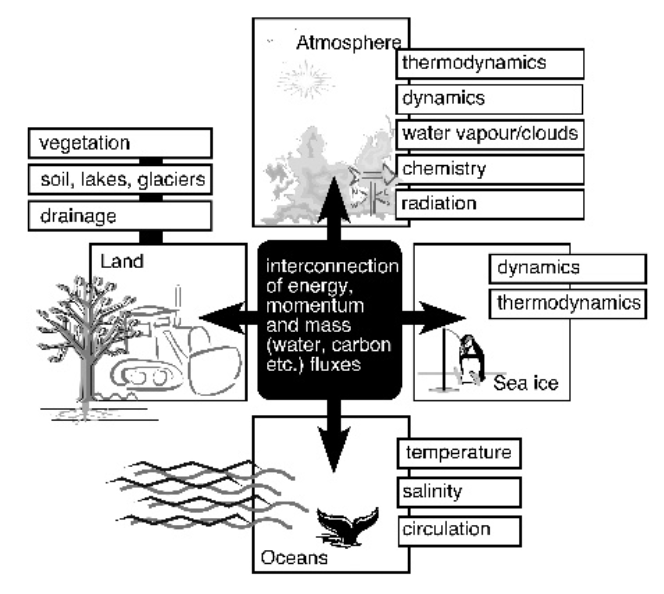 Atmosphere
thermodynamics
dynamics
water vapour/clouds
chemistry
radiation
vegetation
soil, lakes, glaciers
drainage
Land
interconnection
of energy,
momentum
and mass
(water, carbon
etc.) fluxes
dynamics
thermodynamics
Sea ice
temperature
salinity
circulation
Oceans